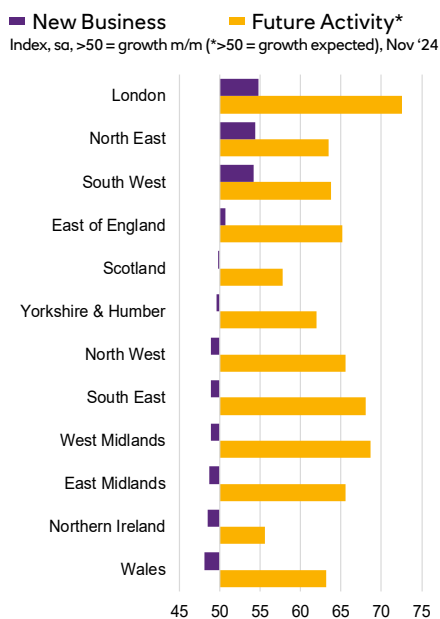 New Business Future Activity*
Index, sa, >50 = growth m/m (*>50 = growth expected), Nov ‘24
London
North East
South West
East of England
Scotland
Yorkshire & Humber
North West
South East
West Midlands
East Midlands
Northern Ireland
Wales
45 50 55 60 65 70 75